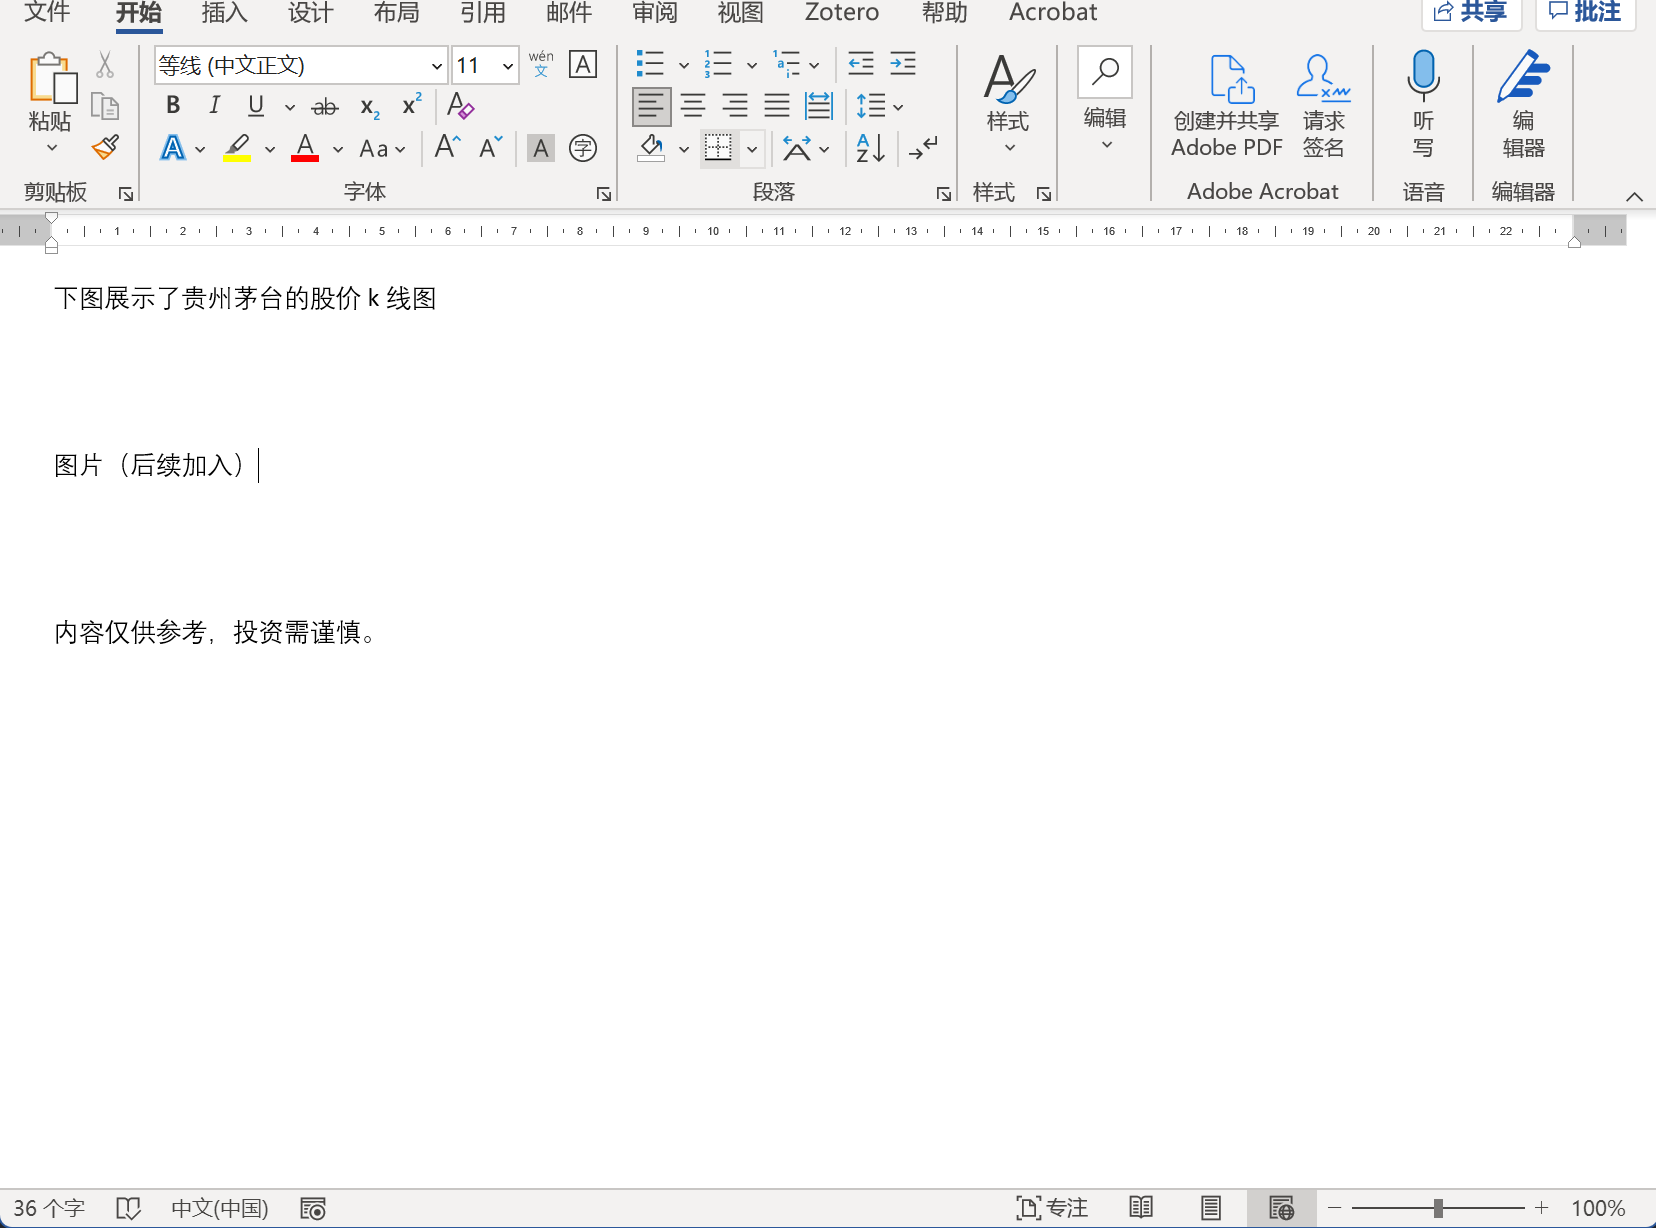 文件 开始 插入 设计 布局 引用 邮件 审阅 视图 Zotero 帮助 Acrobat 共享 批注
等线 (中文正文) 11 wén 文 A
粘贴
B I U ab x₂ x² A
A A Aa A A A 字
样式
编辑
创建并共享 Adobe PDF
请求签名
听写
编辑器
剪贴板 字体 段落 样式 Adobe Acrobat 语音 编辑器
1 2 3 4 5 6 7 8 9 10 11 12 13 14 15 16 17 18 19 20 21 22
下图展示了贵州茅台的股价 k 线图
图片（后续加入）
内容仅供参考，投资需谨慎。
36 个字 中文(中国) 专注 100%